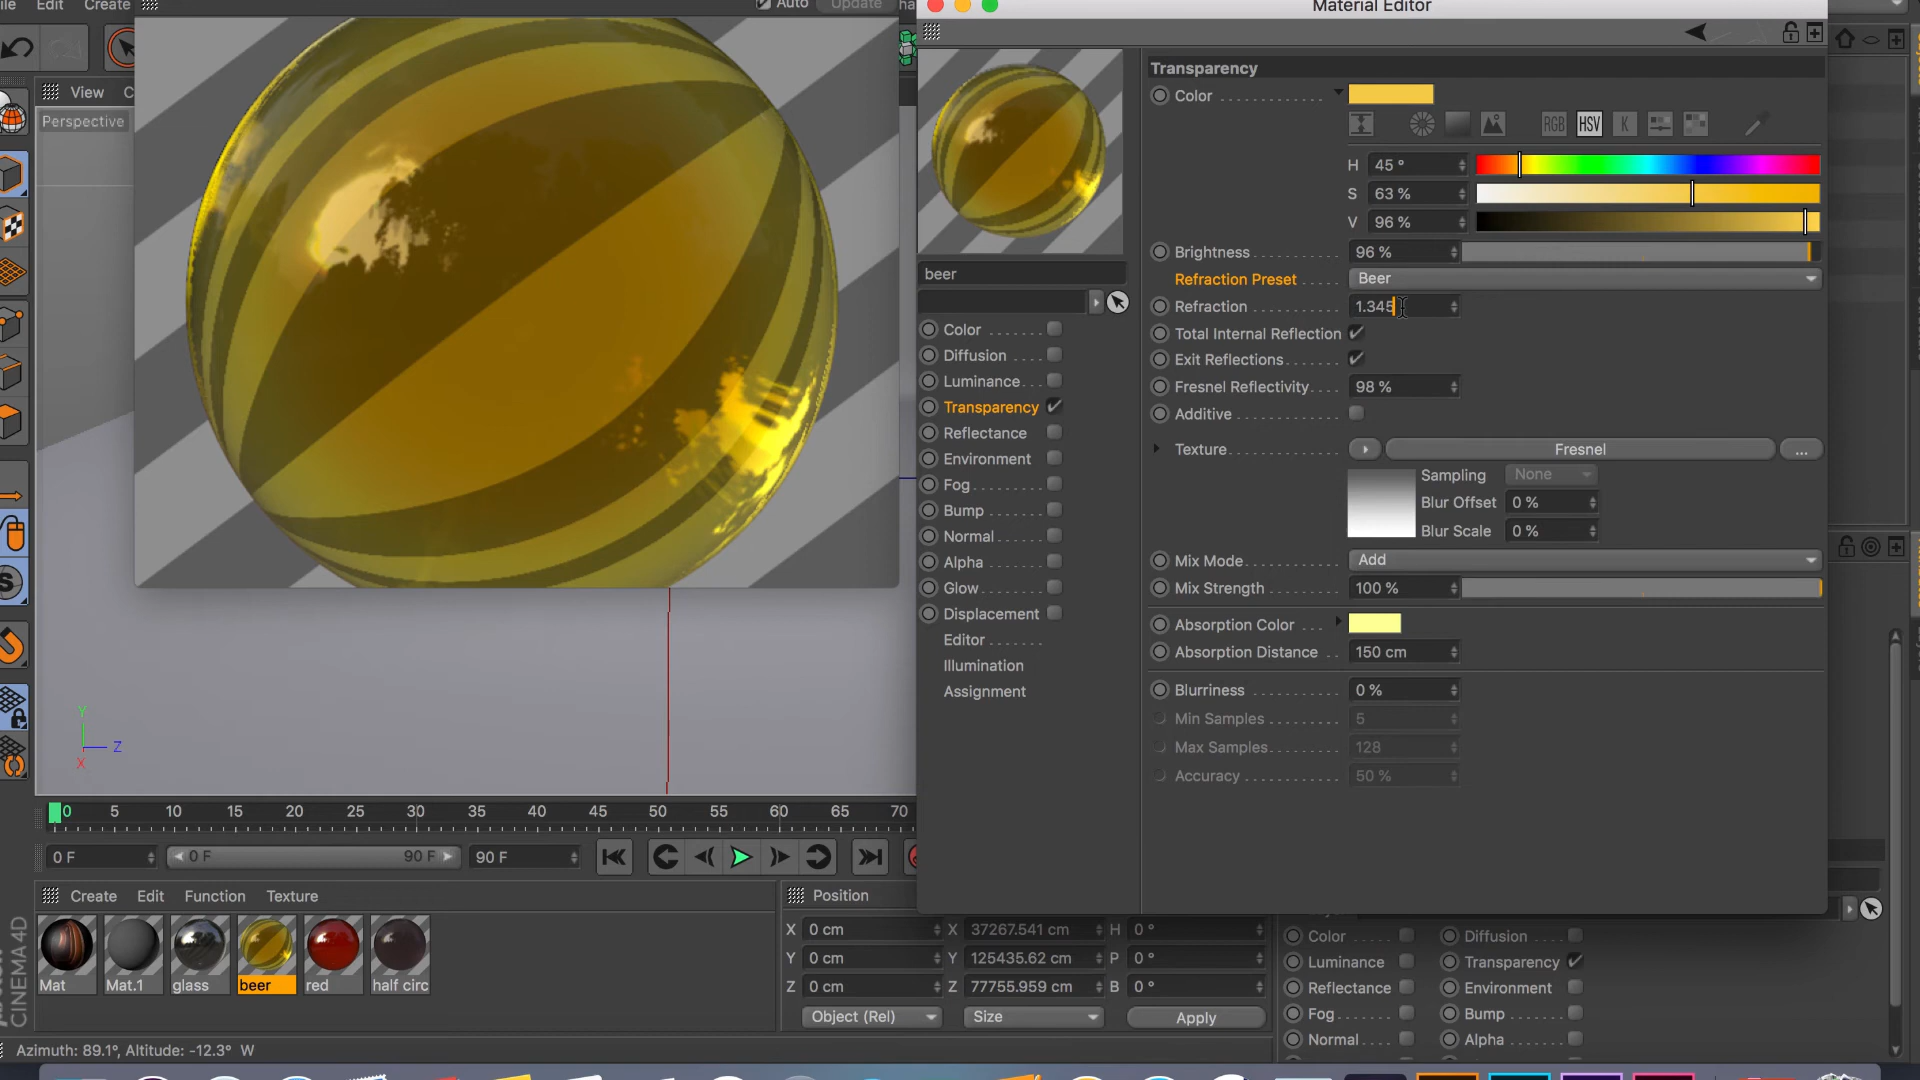 ile Edit Create
Auto Update
Material Editor
View C
Perspective
Transparency
Color
RGB HSV K
H 45 °
S 63 %
V 96 %
Brightness 96 %
Refraction Preset Beer
Refraction 1.345
Total Internal Reflection
Exit Reflections
Fresnel Reflectivity 98 %
Additive
Texture Fresnel ...
Sampling None
Blur Offset 0 %
Blur Scale 0 %
Mix Mode Add
Mix Strength 100 %
Absorption Color
Absorption Distance 150 cm
Blurriness 0 %
Min Samples 5
Max Samples 128
Accuracy 50 %
beer
Color
Diffusion
Luminance
Transparency
Reflectance
Environment
Fog
Bump
Normal
Alpha
Glow
Displacement
Editor
Illumination
Assignment
Y
Z
X
0 5 10 15 20 25 30 35 40 45 50 55 60 65 70
0 F 0 F 90 F 90 F
Create Edit Function Texture
Mat Mat.1 glass beer red half circ
CINEMA 4D
Position
X 0 cm X 37267.541 cm H 0 °
Y 0 cm Y 125435.62 cm P 0 °
Z 0 cm Z 77755.959 cm B 0 °
Object (Rel) Size Apply
Color Diffusion
Luminance Transparency
Reflectance Environment
Fog Bump
Normal Alpha
Azimuth: 89.1°, Altitude: -12.3° W